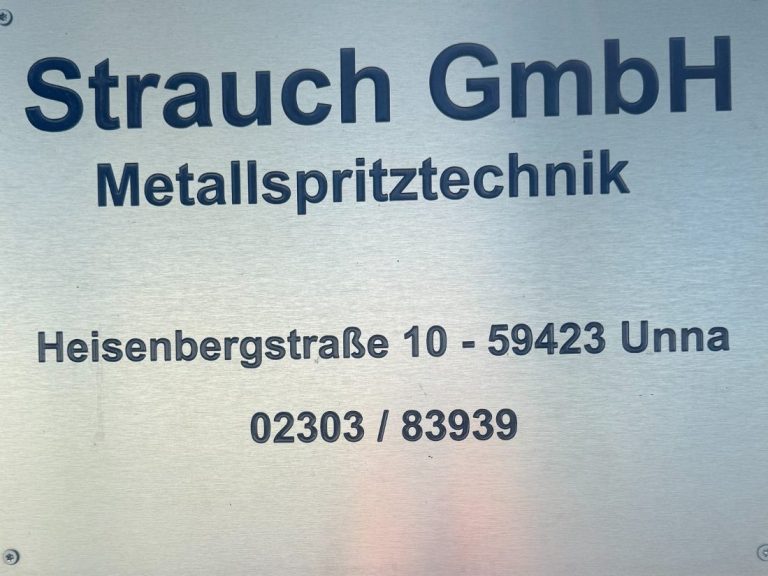 Strauch GmbH
Metallspritztechnik
Heisenbergstraße 10 - 59423 Unna
02303 / 83939